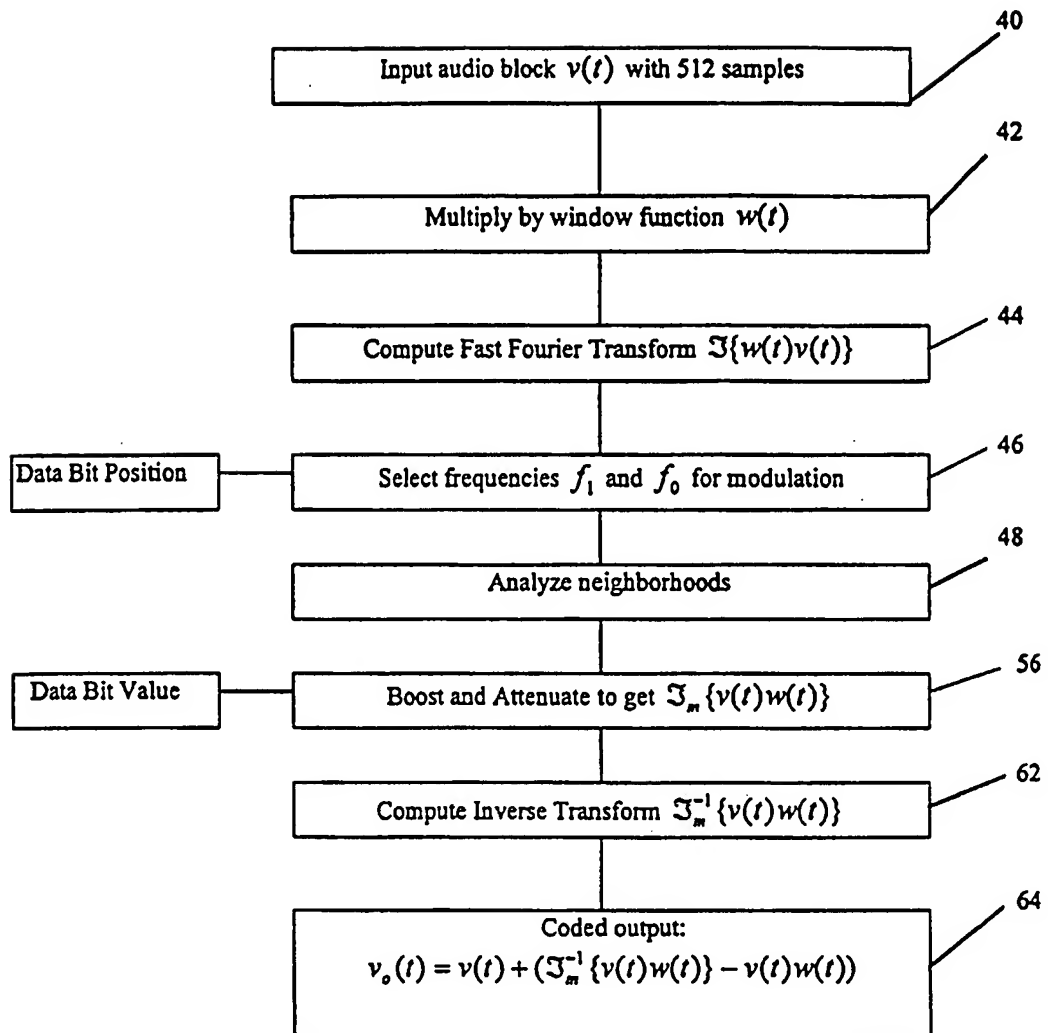 40
Input audio block v(t) with 512 samples
42
Multiply by window function w(t)
44
Compute Fast Fourier Transform ℑ{w(t)v(t)}
46
Data Bit Position
Select frequencies f₁ and f₀ for modulation
48
Analyze neighborhoods
56
Data Bit Value
Boost and Attenuate to get ℑₘ{v(t)w(t)}
62
Compute Inverse Transform ℑₘ⁻¹{v(t)w(t)}
64
Coded output:
vₒ(t) = v(t) + (ℑₘ⁻¹{v(t)w(t)} − v(t)w(t))